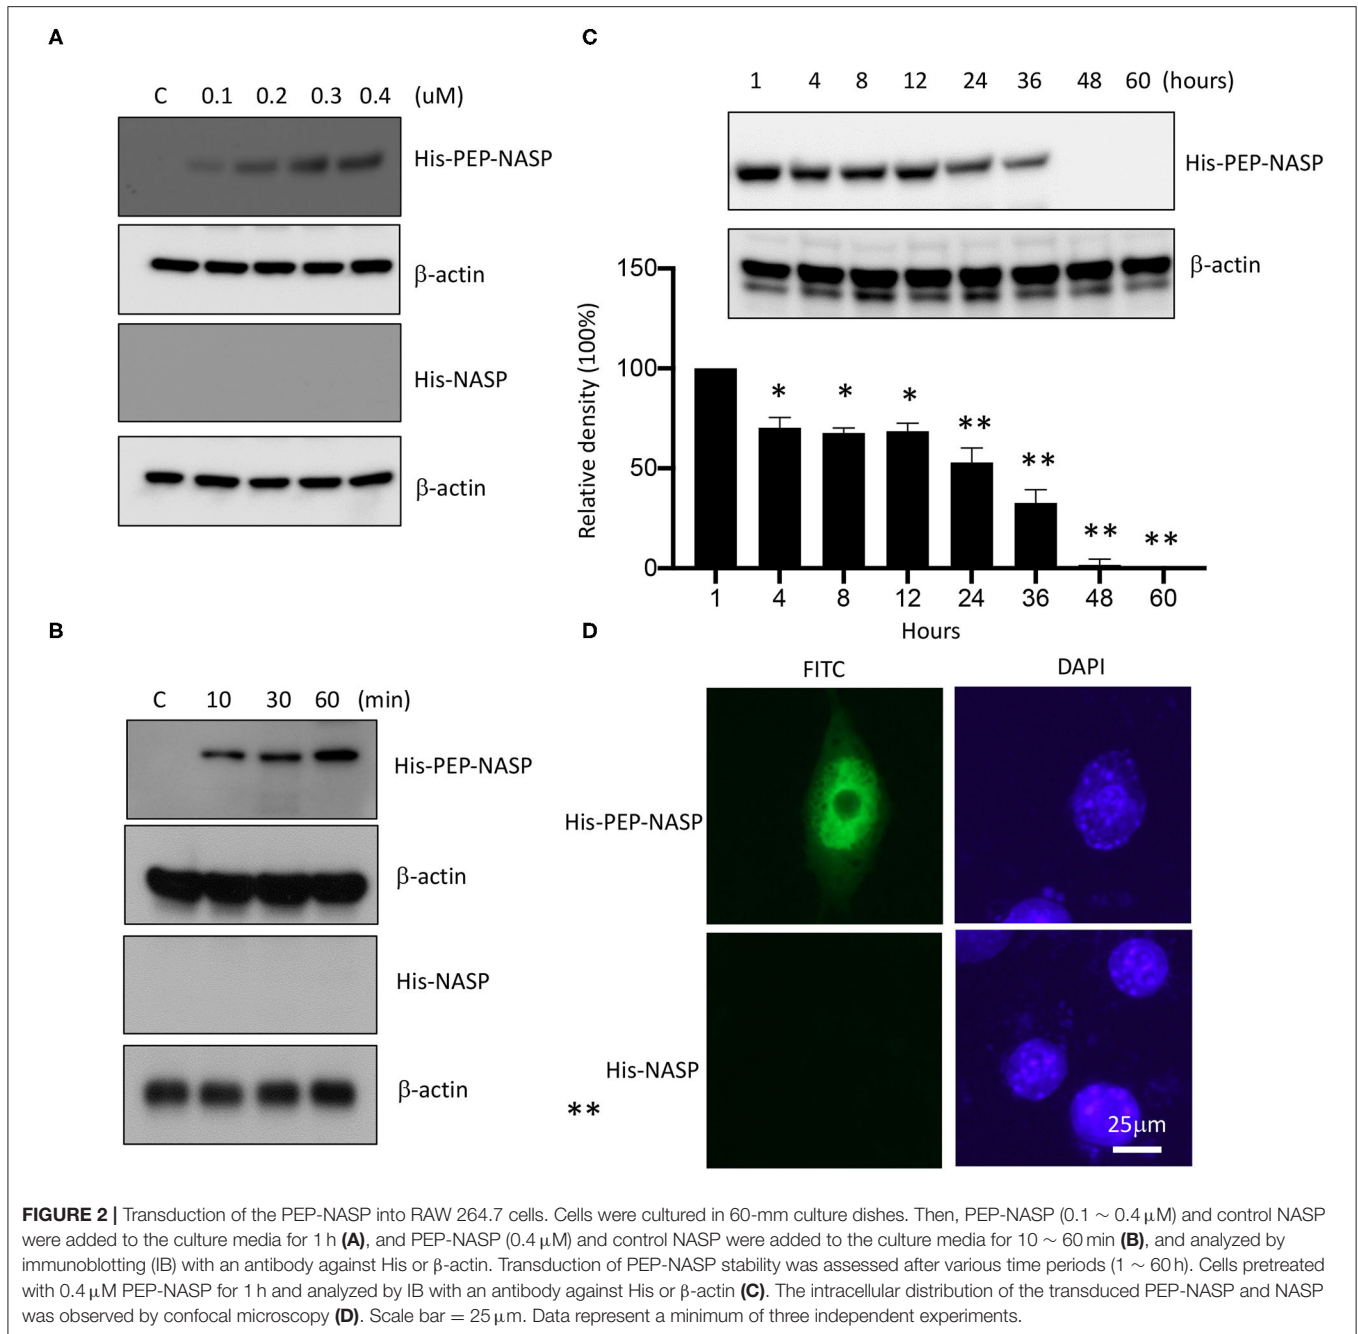 A
C 0.1 0.2 0.3 0.4 (uM)
His-PEP-NASP
β-actin
His-NASP
β-actin
C
1 4 8 12 24 36 48 60 (hours)
His-PEP-NASP
β-actin
Relative density (100%)
150
100
50
0
* * * ** ** ** **
1 4 8 12 24 36 48 60
Hours
B
C 10 30 60 (min)
His-PEP-NASP
β-actin
His-NASP
β-actin
D
FITC DAPI
His-PEP-NASP
His-NASP
**
25μm
FIGURE 2 | Transduction of the PEP-NASP into RAW 264.7 cells. Cells were cultured in 60-mm culture dishes. Then, PEP-NASP (0.1 ∼ 0.4 μM) and control NASP
were added to the culture media for 1 h (A), and PEP-NASP (0.4 μM) and control NASP were added to the culture media for 10 ∼ 60 min (B), and analyzed by
immunoblotting (IB) with an antibody against His or β-actin. Transduction of PEP-NASP stability was assessed after various time periods (1 ∼ 60 h). Cells pretreated
with 0.4 μM PEP-NASP for 1 h and analyzed by IB with an antibody against His or β-actin (C). The intracellular distribution of the transduced PEP-NASP and NASP
was observed by confocal microscopy (D). Scale bar = 25 μm. Data represent a minimum of three independent experiments.